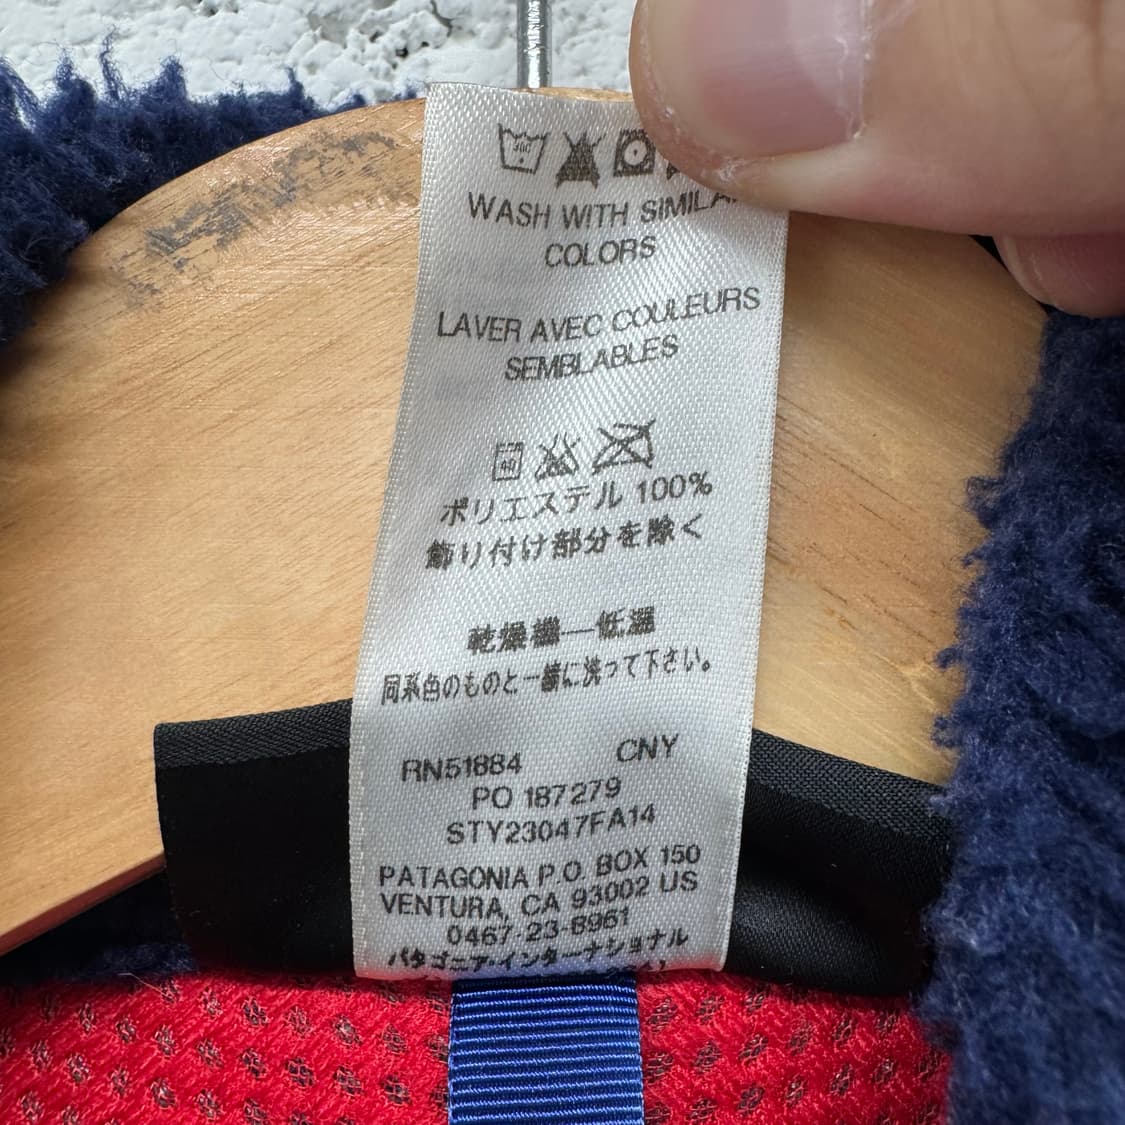 WASH WITH SIMILA
COLORS
LAVER AVEC COULEURS
SEMBLABLES
40
ポリエステル 100%
飾り付け部分を除く
乾燥機—低温
同系色のものと一緒に洗って下さい。
RN51884 CNY
PO 187279
STY23047FA14
PATAGONIA P.O. BOX 150
VENTURA, CA 93002 US
0467-23-8961
パタゴニア・インターナショナル